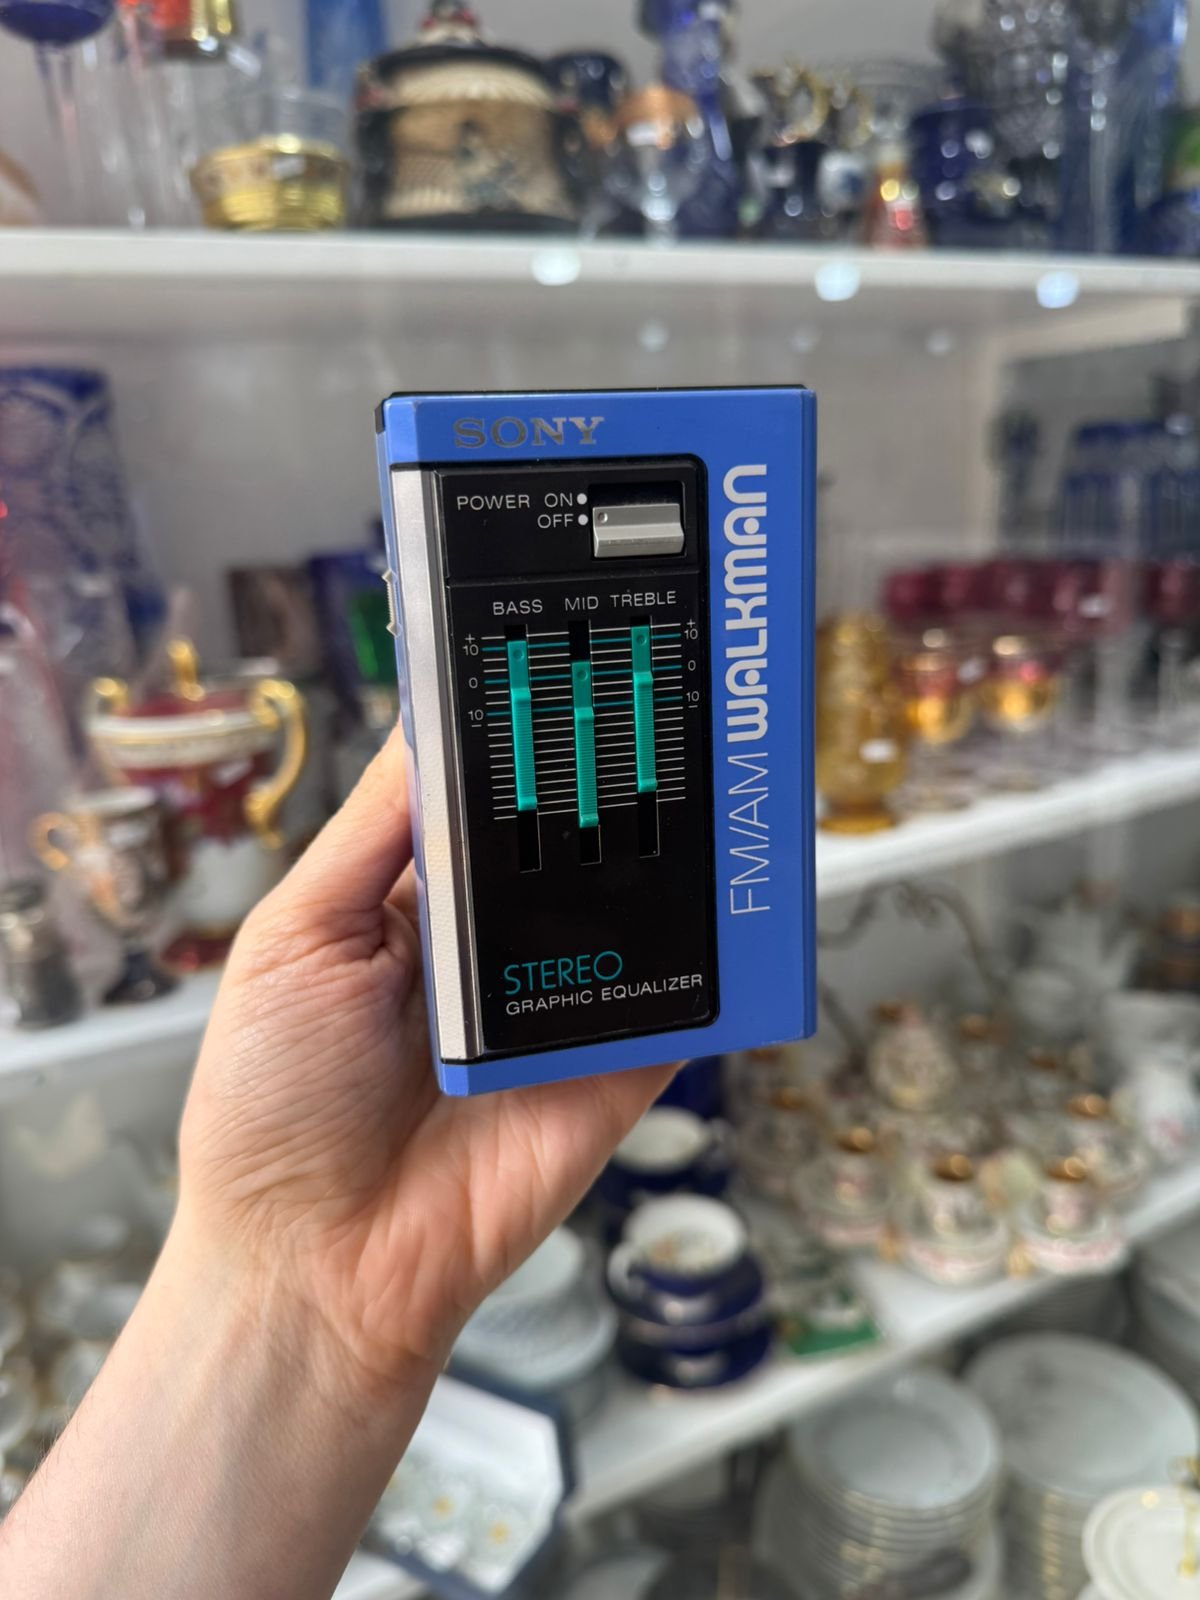 SONY
POWER ON
OFF
BASS MID TREBLE
+ +
10 10
0 0
10 10
- -
STEREO
GRAPHIC EQUALIZER
FM/AM WALKMAN